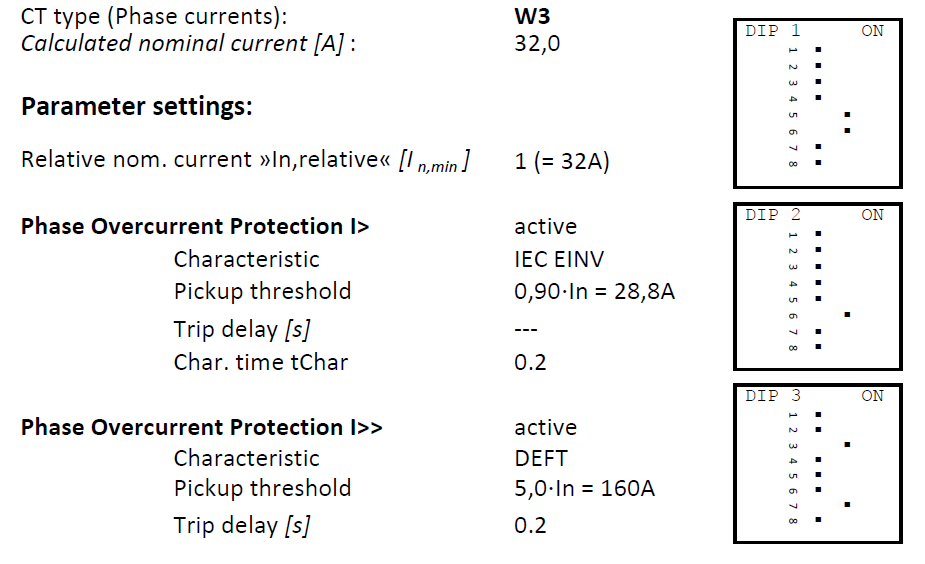 CT type (Phase currents): W3
Calculated nominal current [A] : 32,0
Parameter settings:
Relative nom. current »In,relative« [I n,min ] 1 (= 32A)
Phase Overcurrent Protection I> active
Characteristic IEC EINV
Pickup threshold 0,90·In = 28,8A
Trip delay [s] ---
Char. time tChar 0.2
Phase Overcurrent Protection I>> active
Characteristic DEFT
Pickup threshold 5,0·In = 160A
Trip delay [s] 0.2
DIP 1 ON
1
2
3
4
5
6
7
8
DIP 2 ON
1
2
3
4
5
6
7
8
DIP 3 ON
1
2
3
4
5
6
7
8